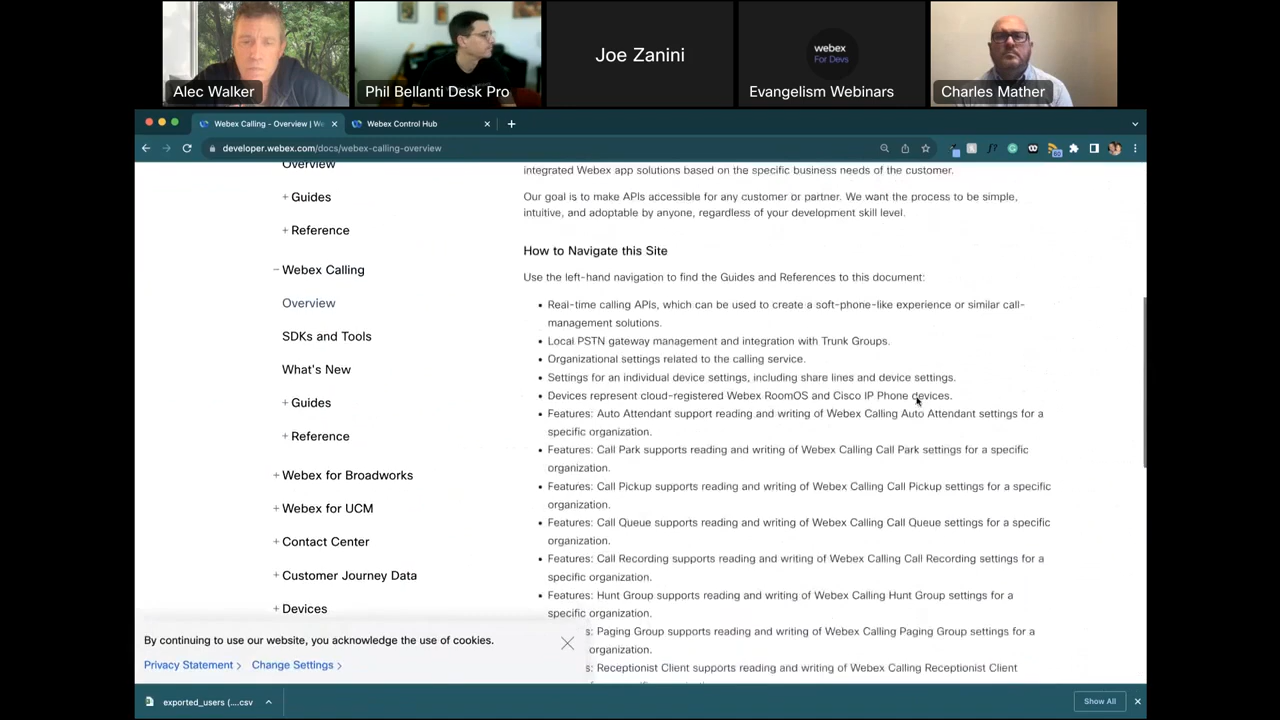 Alec Walker
Phil Bellanti Desk Pro
Joe Zanini
webex
For Devs
Evangelism Webinars
Charles Mather
Webex Calling - Overview | We
Webex Control Hub
developer.webex.com/docs/webex-calling-overview
Overview
+ Guides
+ Reference
− Webex Calling
Overview
SDKs and Tools
What's New
+ Guides
+ Reference
+ Webex for Broadworks
+ Webex for UCM
+ Contact Center
+ Customer Journey Data
+ Devices
integrated Webex app solutions based on the specific business needs of the customer.
Our goal is to make APIs accessible for any customer or partner. We want the process to be simple,
intuitive, and adoptable by anyone, regardless of your development skill level.
How to Navigate this Site
Use the left-hand navigation to find the Guides and References to this document:
• Real-time calling APIs, which can be used to create a soft-phone-like experience or similar call-
management solutions.
• Local PSTN gateway management and integration with Trunk Groups.
• Organizational settings related to the calling service.
• Settings for an individual device settings, including share lines and device settings.
• Devices represent cloud-registered Webex RoomOS and Cisco IP Phone devices.
• Features: Auto Attendant support reading and writing of Webex Calling Auto Attendant settings for a
specific organization.
• Features: Call Park supports reading and writing of Webex Calling Call Park settings for a specific
organization.
• Features: Call Pickup supports reading and writing of Webex Calling Call Pickup settings for a specific
organization.
• Features: Call Queue supports reading and writing of Webex Calling Call Queue settings for a specific
organization.
• Features: Call Recording supports reading and writing of Webex Calling Call Recording settings for a
specific organization.
• Features: Hunt Group supports reading and writing of Webex Calling Hunt Group settings for a
specific organization.
s: Paging Group supports reading and writing of Webex Calling Paging Group settings for a
specific organization.
s: Receptionist Client supports reading and writing of Webex Calling Receptionist Client
By continuing to use our website, you acknowledge the use of cookies.
Privacy Statement >
Change Settings >
exported_users (....csv
Show All